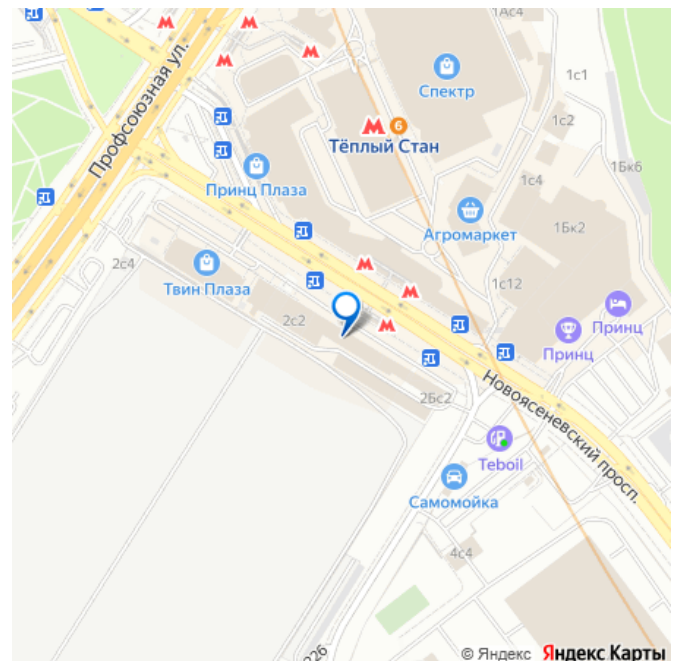 1Ас4
Профсоюзная ул.
Спектр
1с1
6
Тёплый Стан
1с2
1Бк6
Принц Плаза
1с4
Агромаркет
1Бк2
2с4
Твин Плаза
1с12
2с2
Принц
Принц
2Бс2
Новоясеневский просп.
Teboil
Самомойка
4с4
226
© Яндекс Яндекс Карты